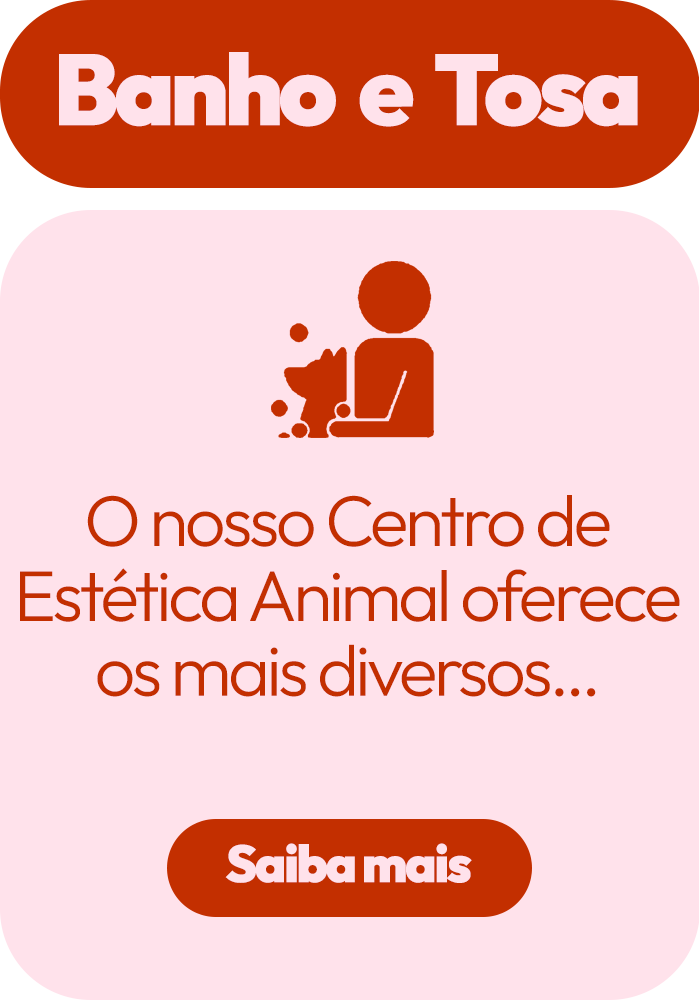 Banho e Tosa
O nosso Centro de
Estética Animal oferece
os mais diversos...
Saiba mais